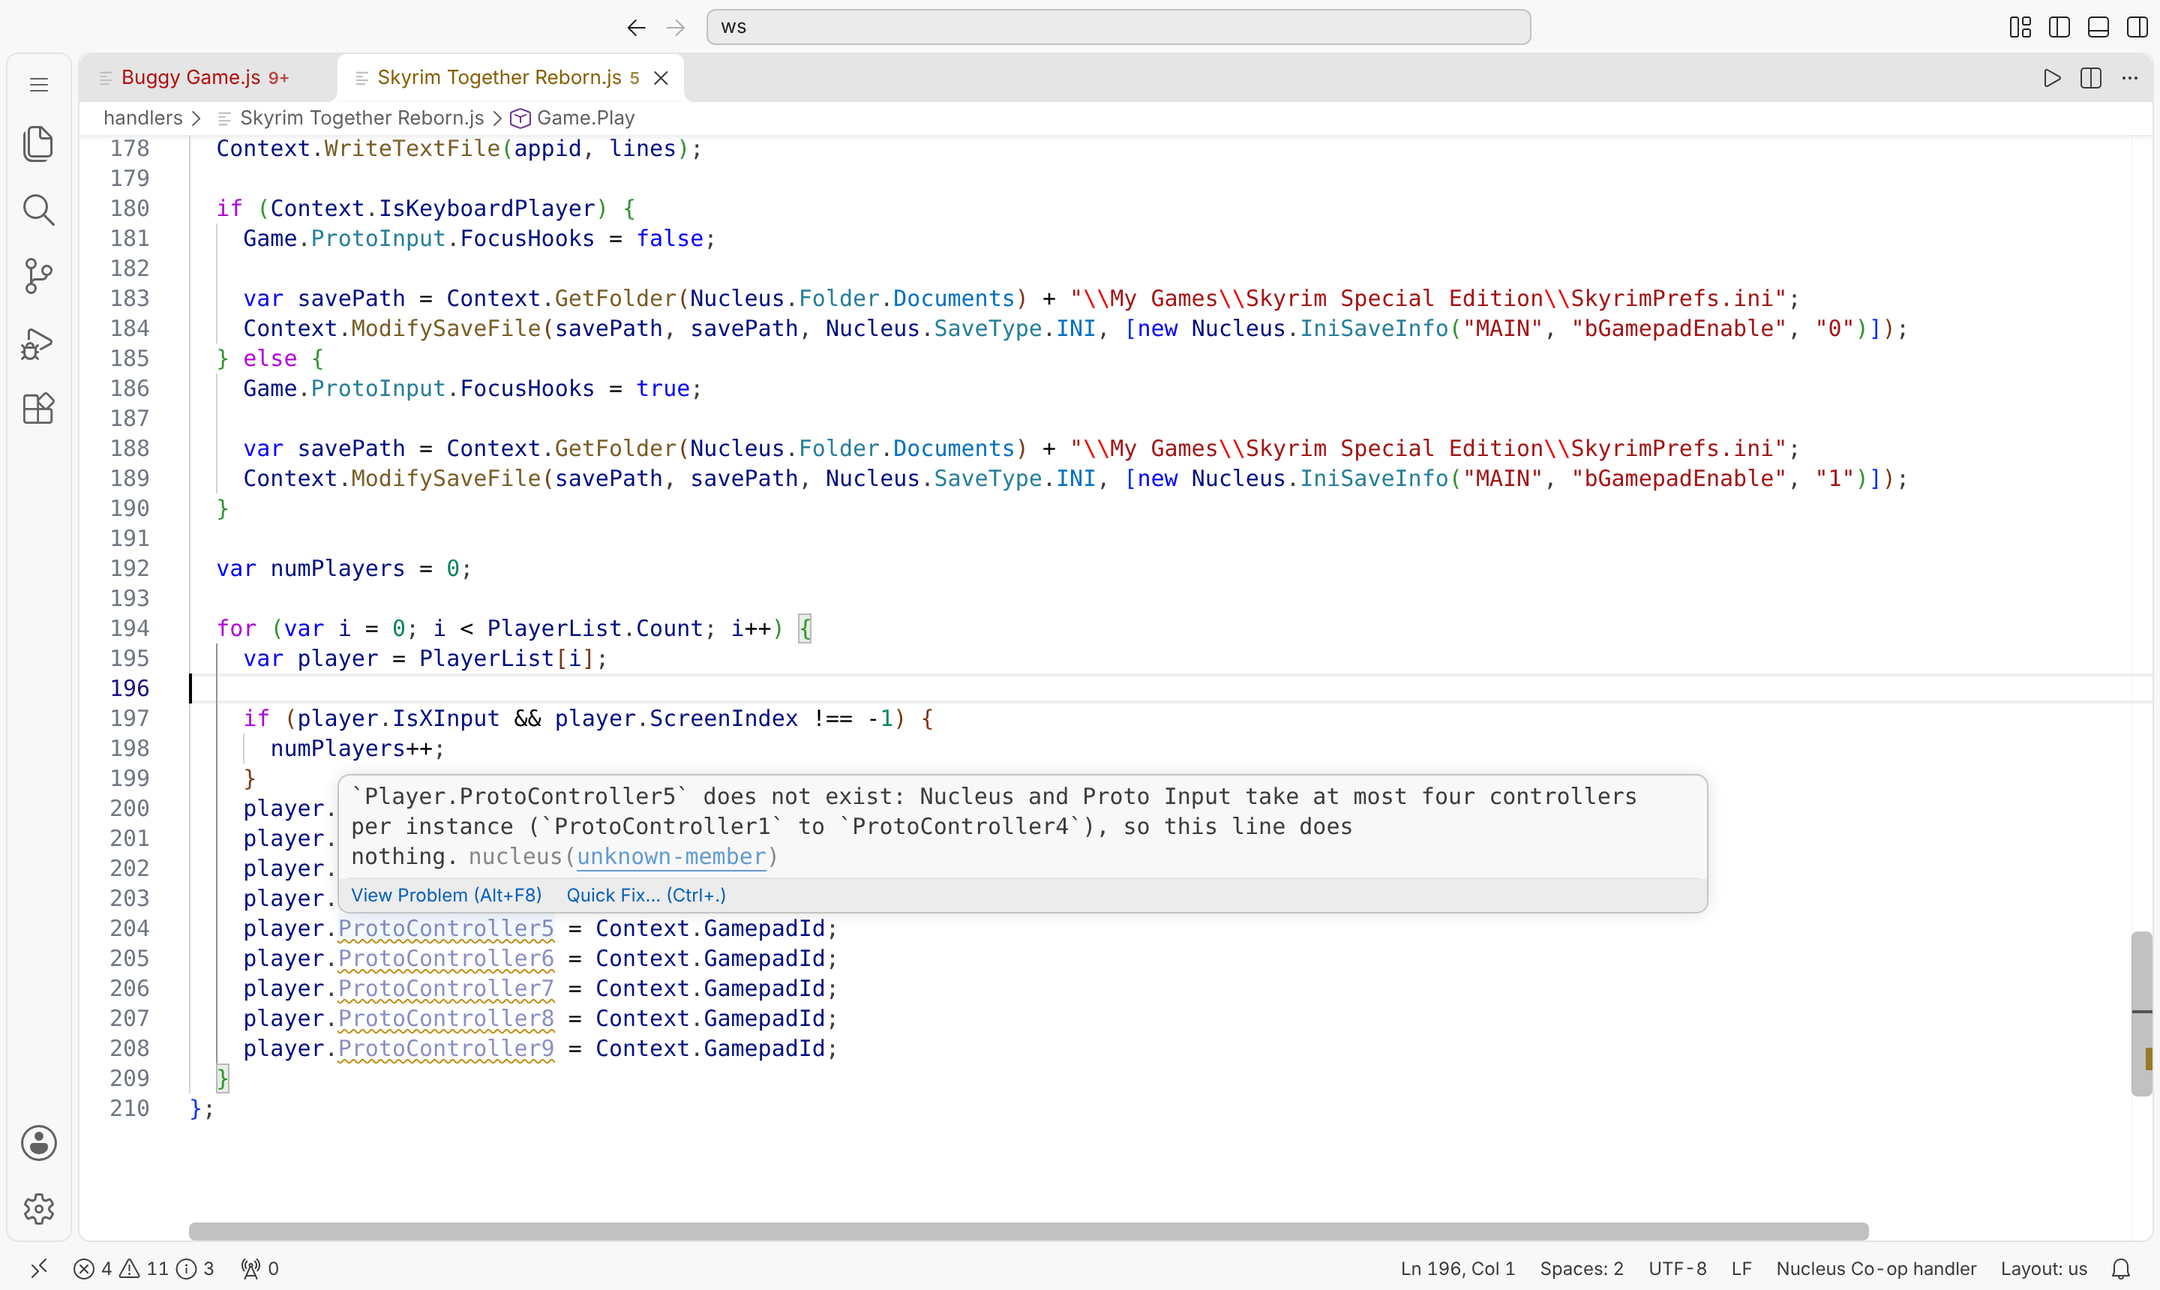 ws
Buggy Game.js 9+
Skyrim Together Reborn.js 5
handlers > Skyrim Together Reborn.js > Game.Play
178 Context.WriteTextFile(appid, lines);
179
180 if (Context.IsKeyboardPlayer) {
181 Game.ProtoInput.FocusHooks = false;
182
183 var savePath = Context.GetFolder(Nucleus.Folder.Documents) + "\\My Games\\Skyrim Special Edition\\SkyrimPrefs.ini";
184 Context.ModifySaveFile(savePath, savePath, Nucleus.SaveType.INI, [new Nucleus.IniSaveInfo("MAIN", "bGamepadEnable", "0")]);
185 } else {
186 Game.ProtoInput.FocusHooks = true;
187
188 var savePath = Context.GetFolder(Nucleus.Folder.Documents) + "\\My Games\\Skyrim Special Edition\\SkyrimPrefs.ini";
189 Context.ModifySaveFile(savePath, savePath, Nucleus.SaveType.INI, [new Nucleus.IniSaveInfo("MAIN", "bGamepadEnable", "1")]);
190 }
191
192 var numPlayers = 0;
193
194 for (var i = 0; i < PlayerList.Count; i++) {
195 var player = PlayerList[i];
196
197 if (player.IsXInput && player.ScreenIndex !== -1) {
198 numPlayers++;
199 }
200 player.
201 player.
202 player.
203 player.
`Player.ProtoController5` does not exist: Nucleus and Proto Input take at most four controllers
per instance (`ProtoController1` to `ProtoController4`), so this line does
nothing. nucleus(unknown-member)
View Problem (Alt+F8) Quick Fix... (Ctrl+.)
204 player.ProtoController5 = Context.GamepadId;
205 player.ProtoController6 = Context.GamepadId;
206 player.ProtoController7 = Context.GamepadId;
207 player.ProtoController8 = Context.GamepadId;
208 player.ProtoController9 = Context.GamepadId;
209 }
210 };
4 11 3 0 Ln 196, Col 1 Spaces: 2 UTF-8 LF Nucleus Co-op handler Layout: us